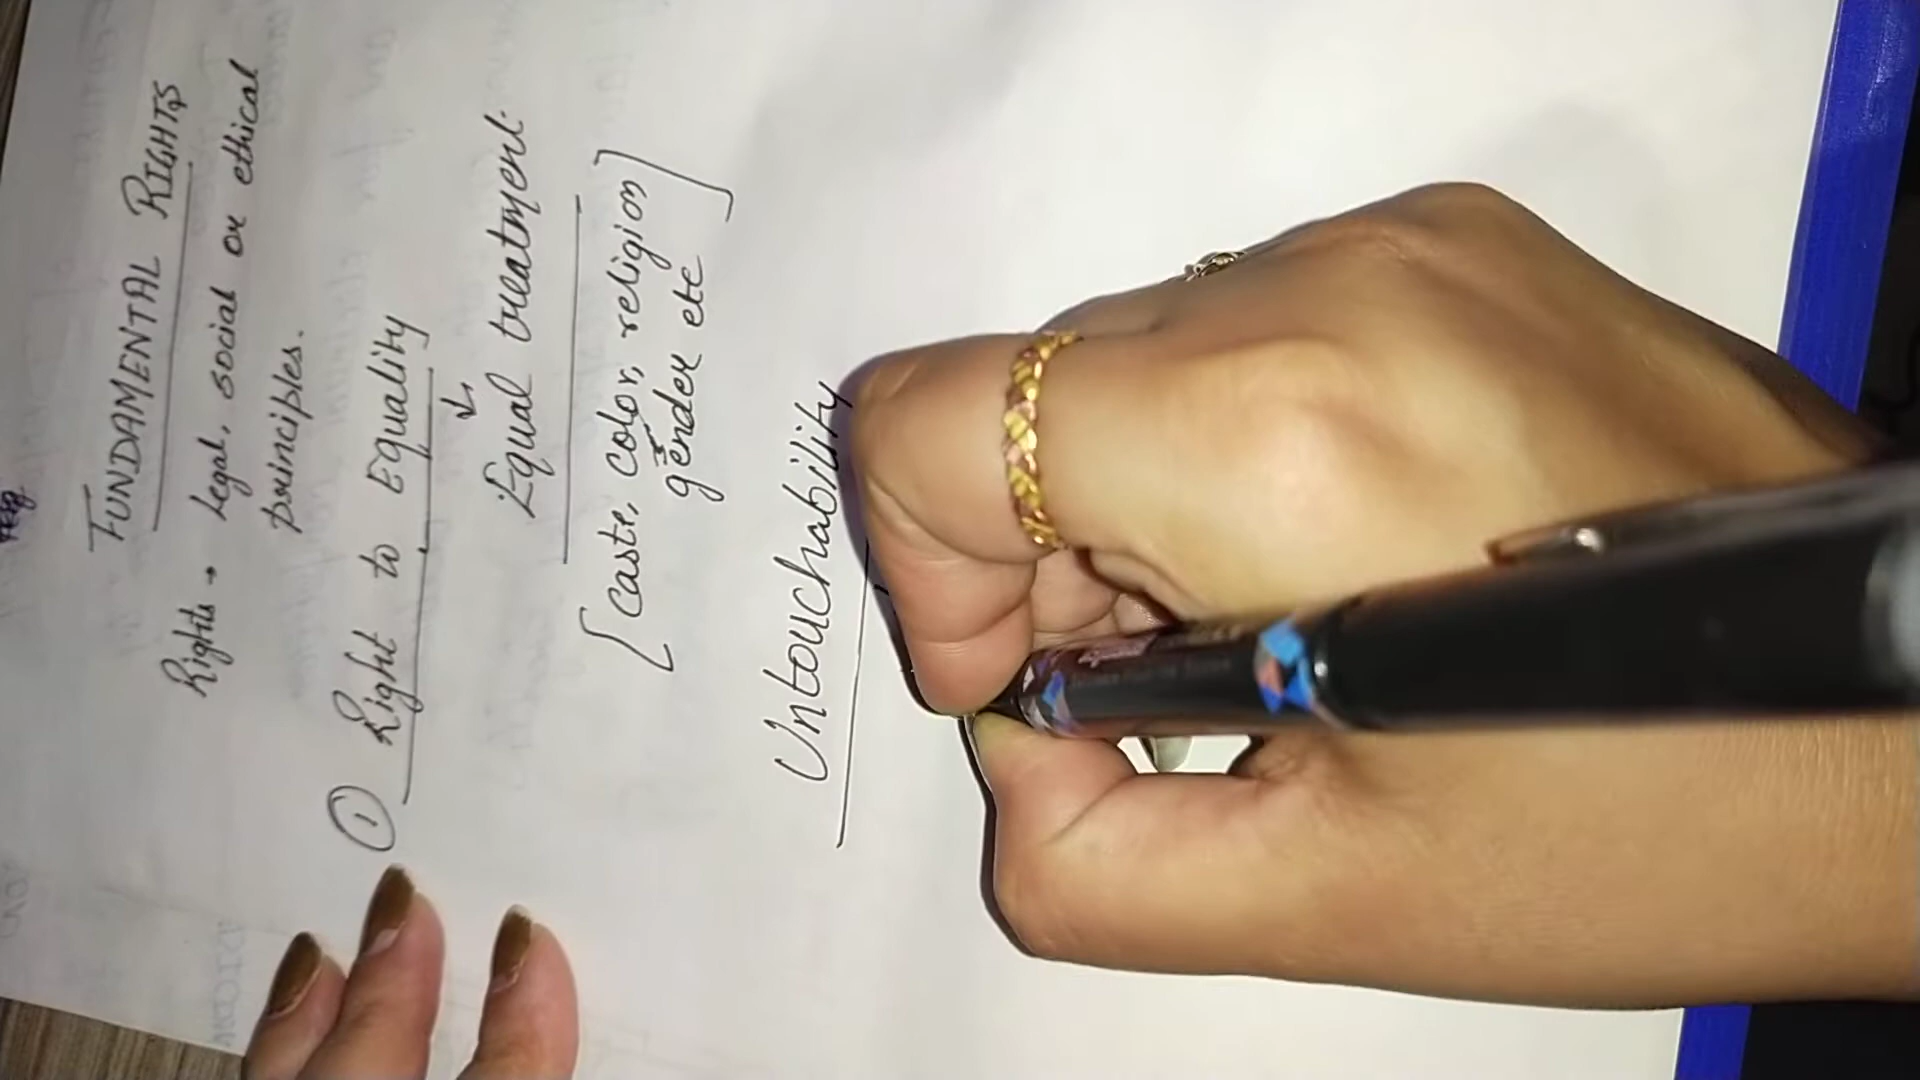 FUNDAMENTAL RIGHTS
Rights → Legal, social or ethical
principles.
① Right to Equality
↓
Equal treatment.
[caste, color, religion]
gender etc
Untouchability